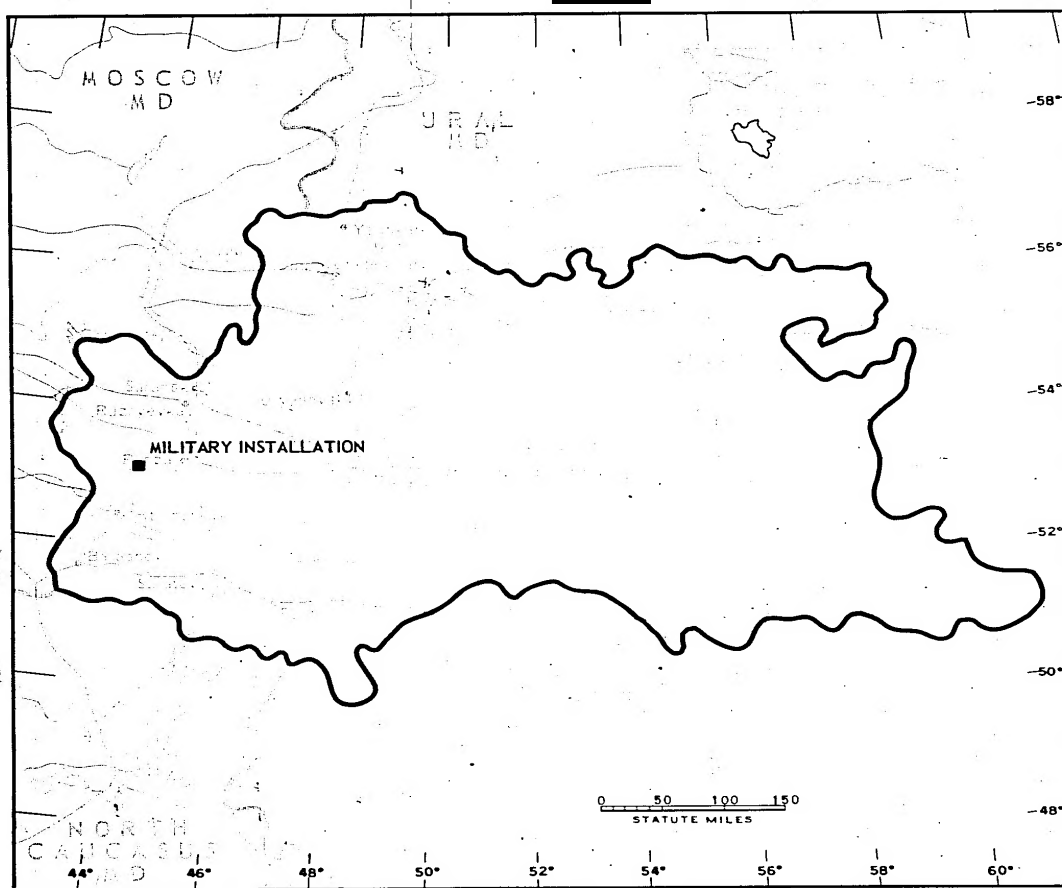 MOSCOW
MD
URAL
MD
-58°
-56°
-54°
MILITARY INSTALLATION
-52°
-50°
0 50 100 150
STATUTE MILES
-48°
NORTH
CAUCASUS
MD
44° 46° 48° 50° 52° 54° 56° 58° 60°